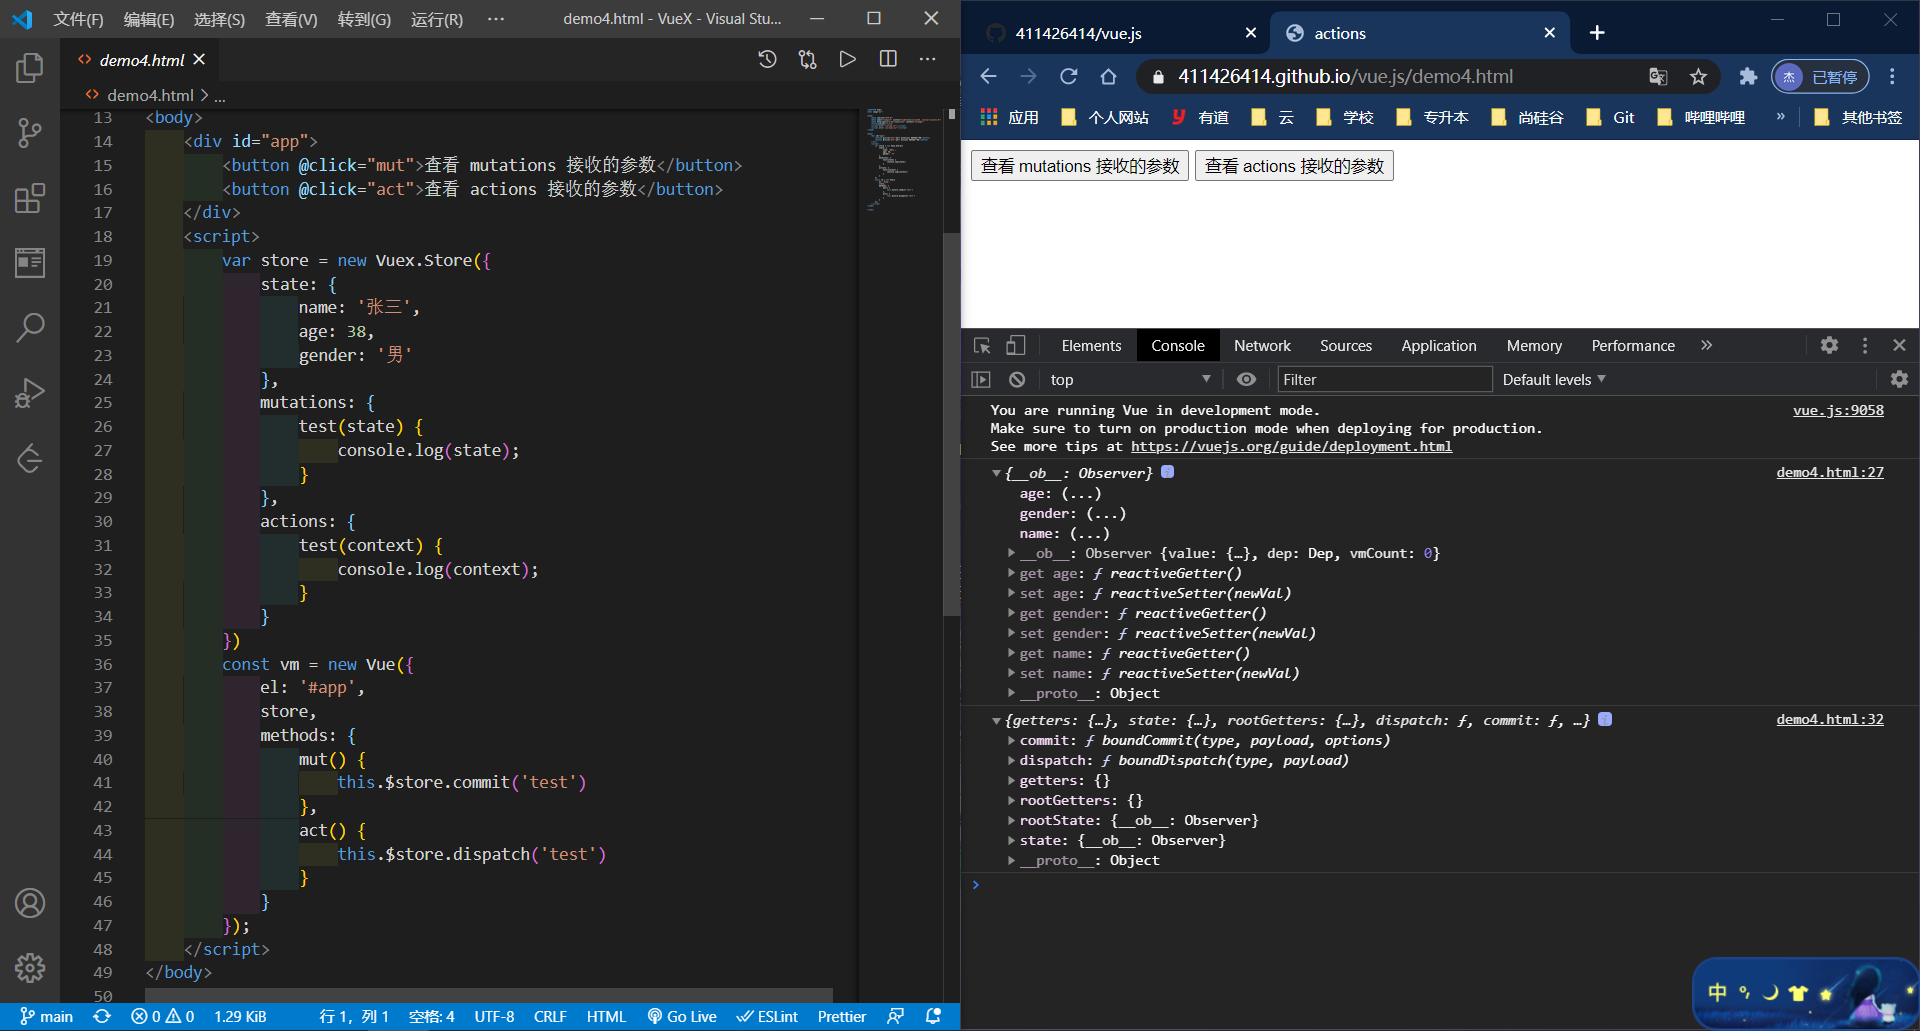 文件(F) 编辑(E) 选择(S) 查看(V) 转到(G) 运行(R) ··· demo4.html - VueX - Visual Stu...
demo4.html
demo4.html > ...
13 <body>
14 <div id="app">
15 <button @click="mut">查看 mutations 接收的参数</button>
16 <button @click="act">查看 actions 接收的参数</button>
17 </div>
18 <script>
19 var store = new Vuex.Store({
20 state: {
21 name: '张三',
22 age: 38,
23 gender: '男'
24 },
25 mutations: {
26 test(state) {
27 console.log(state);
28 }
29 },
30 actions: {
31 test(context) {
32 console.log(context);
33 }
34 }
35 })
36 const vm = new Vue({
37 el: '#app',
38 store,
39 methods: {
40 mut() {
41 this.$store.commit('test')
42 },
43 act() {
44 this.$store.dispatch('test')
45 }
46 }
47 });
48 </script>
49 </body>
50
main 0 0 1.29 KiB 行 1，列 1 空格: 4 UTF-8 CRLF HTML Go Live ESLint Prettier
411426414/vue.js actions
411426414.github.io/vue.js/demo4.html 杰 已暂停
应用 个人网站 有道 云 学校 专升本 尚硅谷 Git 哔哩哔哩 » 其他书签
查看 mutations 接收的参数 查看 actions 接收的参数
Elements Console Network Sources Application Memory Performance »
top Filter Default levels
You are running Vue in development mode. vue.js:9058
Make sure to turn on production mode when deploying for production.
See more tips at https://vuejs.org/guide/deployment.html
{__ob__: Observer} demo4.html:27
age: (...)
gender: (...)
name: (...)
__ob__: Observer {value: {…}, dep: Dep, vmCount: 0}
get age: ƒ reactiveGetter()
set age: ƒ reactiveSetter(newVal)
get gender: ƒ reactiveGetter()
set gender: ƒ reactiveSetter(newVal)
get name: ƒ reactiveGetter()
set name: ƒ reactiveSetter(newVal)
__proto__: Object
{getters: {…}, state: {…}, rootGetters: {…}, dispatch: ƒ, commit: ƒ, …} demo4.html:32
commit: ƒ boundCommit(type, payload, options)
dispatch: ƒ boundDispatch(type, payload)
getters: {}
rootGetters: {}
rootState: {__ob__: Observer}
state: {__ob__: Observer}
__proto__: Object
中